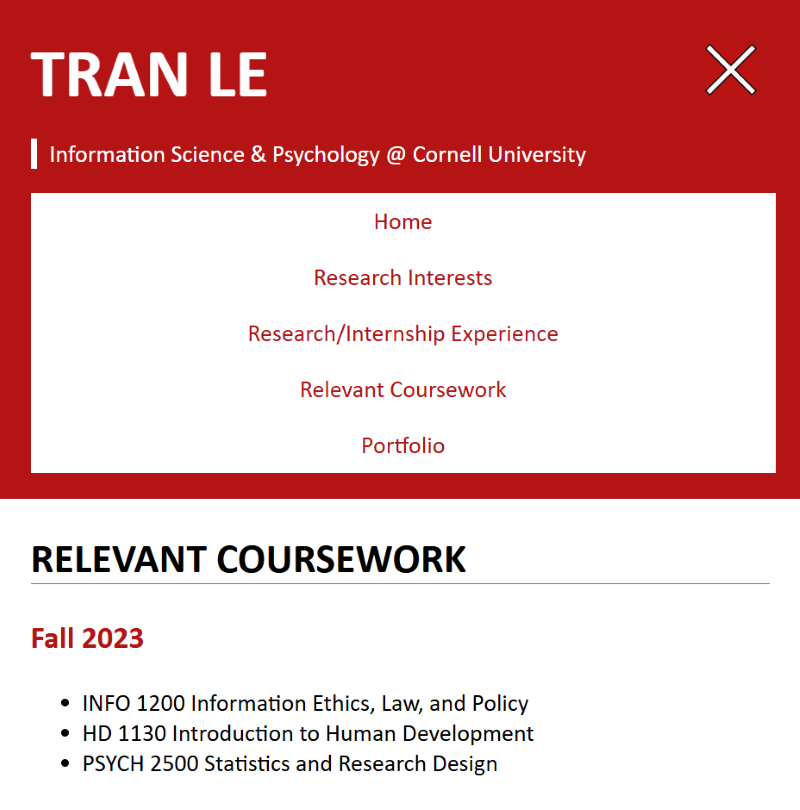 TRAN LE
Information Science & Psychology @ Cornell University
Home
Research Interests
Research/Internship Experience
Relevant Coursework
Portfolio
RELEVANT COURSEWORK
Fall 2023
INFO 1200 Information Ethics, Law, and Policy
HD 1130 Introduction to Human Development
PSYCH 2500 Statistics and Research Design